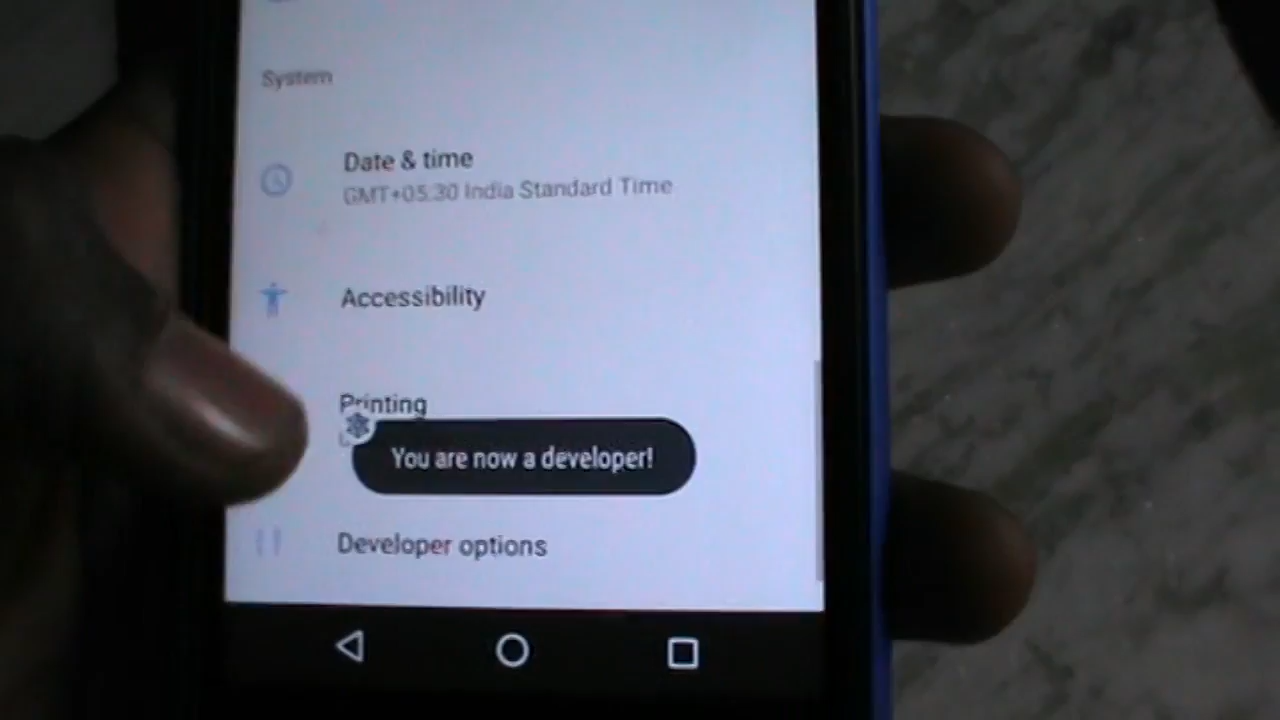 System
Date & time
GMT+05:30 India Standard Time
Accessibility
Printing
You are now a developer!
Developer options